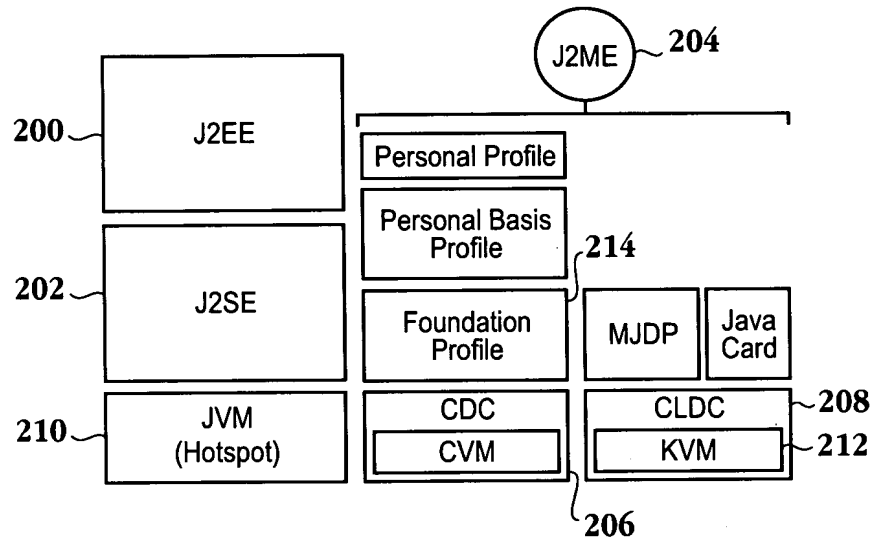 J2ME
204
200
J2EE
Personal Profile
Personal Basis
Profile
214
202
J2SE
Foundation
Profile
MJDP
Java
Card
210
JVM
(Hotspot)
CDC
CVM
CLDC
208
KVM
212
206